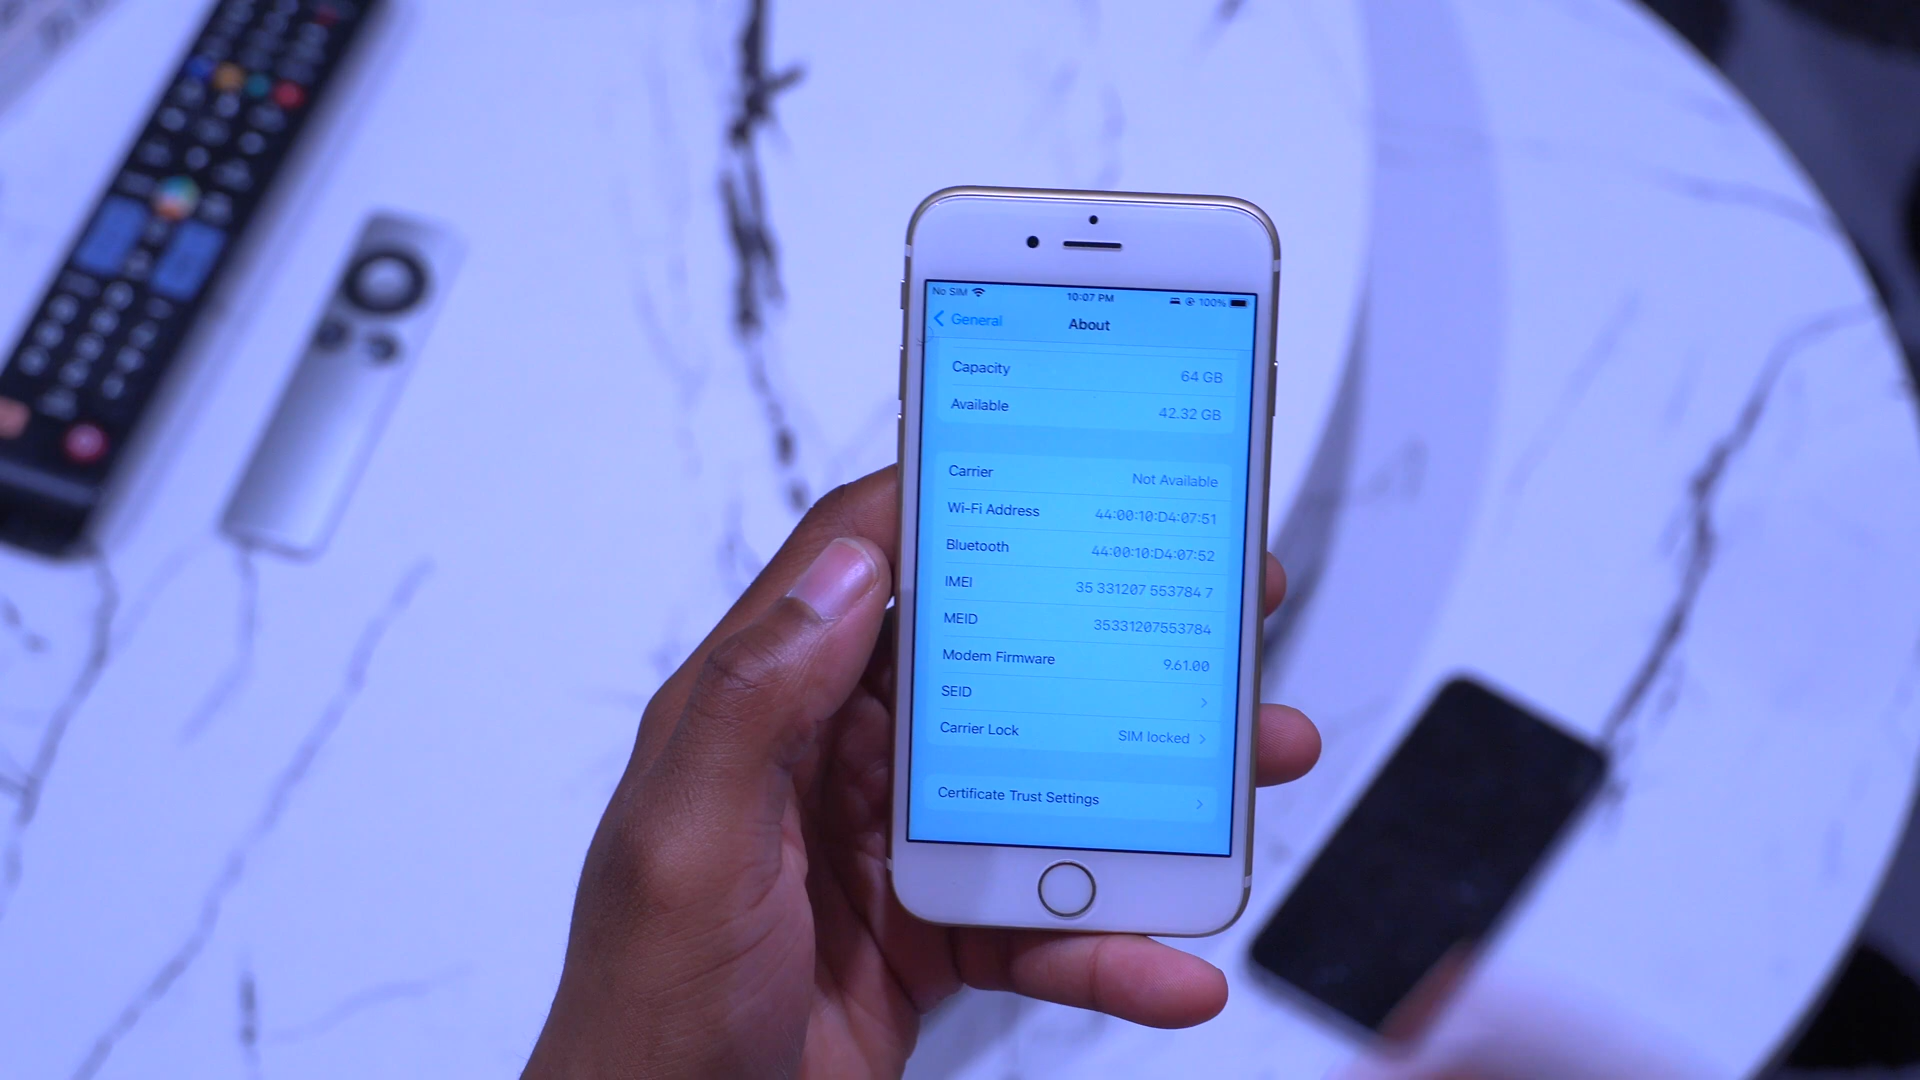 No SIM 10:07 PM 100%
General About
Capacity 64 GB
Available 42.32 GB
Carrier Not Available
Wi-Fi Address 44:00:10:D4:07:51
Bluetooth 44:00:10:D4:07:52
IMEI 35 331207 553784 7
MEID 35331207553784
Modem Firmware 9.61.00
SEID
Carrier Lock SIM locked
Certificate Trust Settings